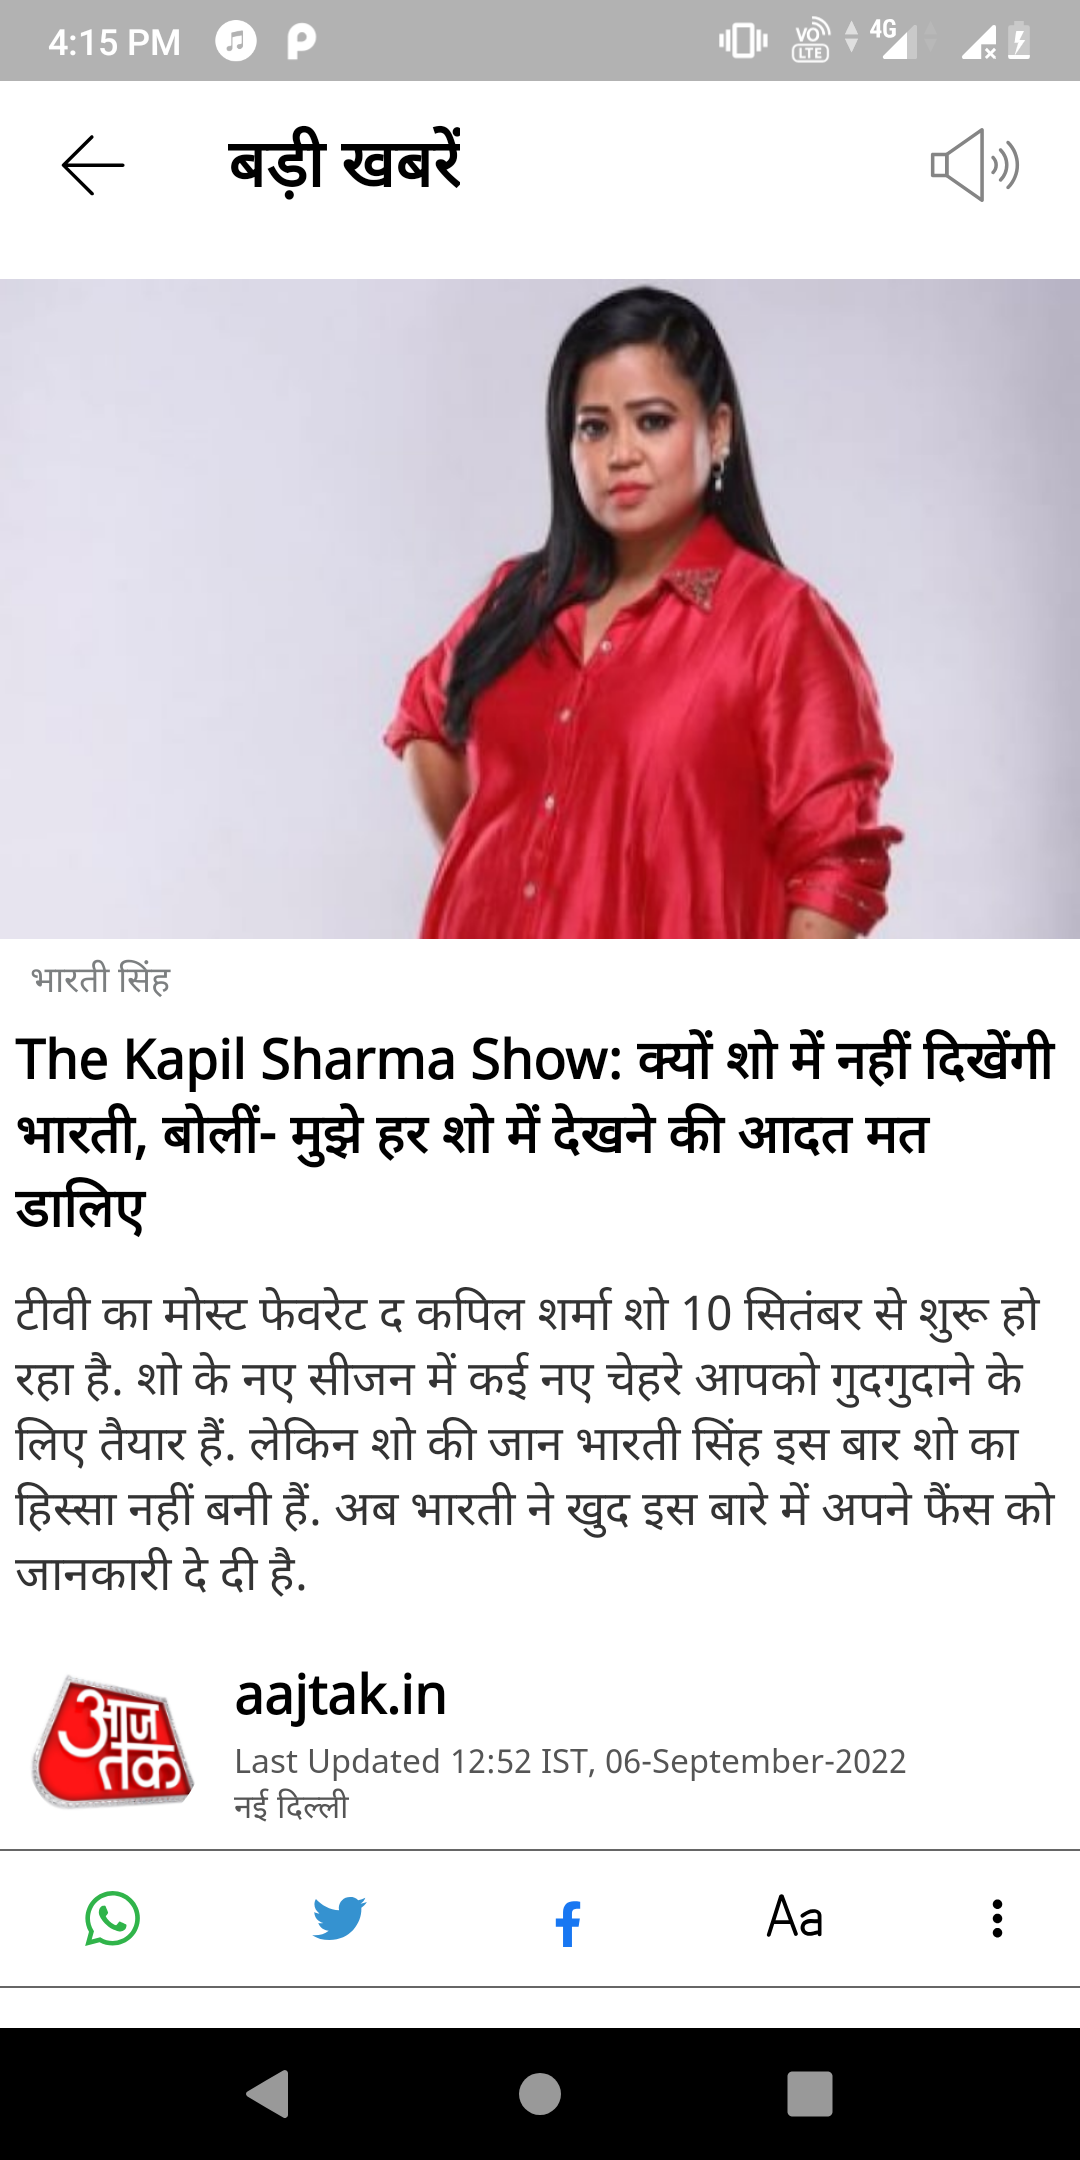 4:15 PM
VO LTE 4G
बड़ी खबरें
भारती सिंह
The Kapil Sharma Show: क्यों शो में नहीं दिखेंगी
भारती, बोलीं- मुझे हर शो में देखने की आदत मत
डालिए
टीवी का मोस्ट फेवरेट द कपिल शर्मा शो 10 सितंबर से शुरू हो
रहा है. शो के नए सीजन में कई नए चेहरे आपको गुदगुदाने के
लिए तैयार हैं. लेकिन शो की जान भारती सिंह इस बार शो का
हिस्सा नहीं बनी हैं. अब भारती ने खुद इस बारे में अपने फैंस को
जानकारी दे दी है.
आज
तक
aajtak.in
Last Updated 12:52 IST, 06-September-2022
नई दिल्ली
Aa